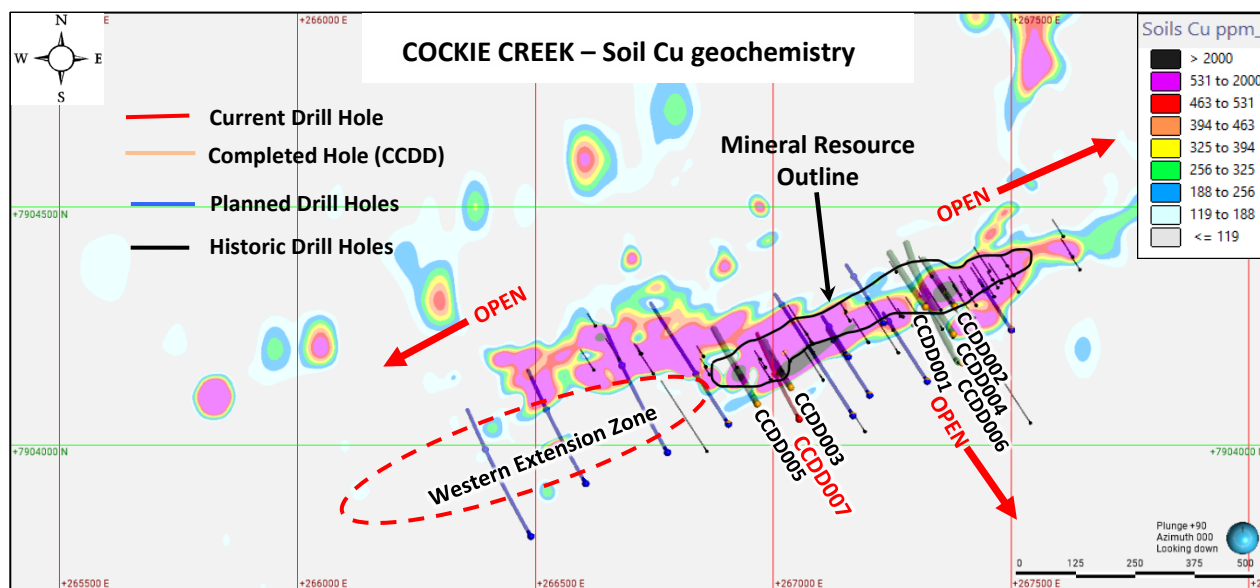 +266000 E
+267500 E
N
W
E
S
COCKIE CREEK – Soil Cu geochemistry
Soils Cu ppm_
> 2000
531 to 2000
463 to 531
394 to 463
325 to 394
256 to 325
188 to 256
119 to 188
<= 119
Current Drill Hole
Completed Hole (CCDD)
Planned Drill Holes
Historic Drill Holes
Mineral Resource
Outline
OPEN
+7904500 N
OPEN
CCDD001
CCDD002
CCDD004
CCDD006
OPEN
CCDD003
CCDD007
CCDD005
Western Extension Zone
+7904000 N
+7904000 N
Plunge +90
Azimuth 000
Looking down
0 125 250 375 500
+265500 E
+266000 E
+266500 E
+267000 E
+267500 E